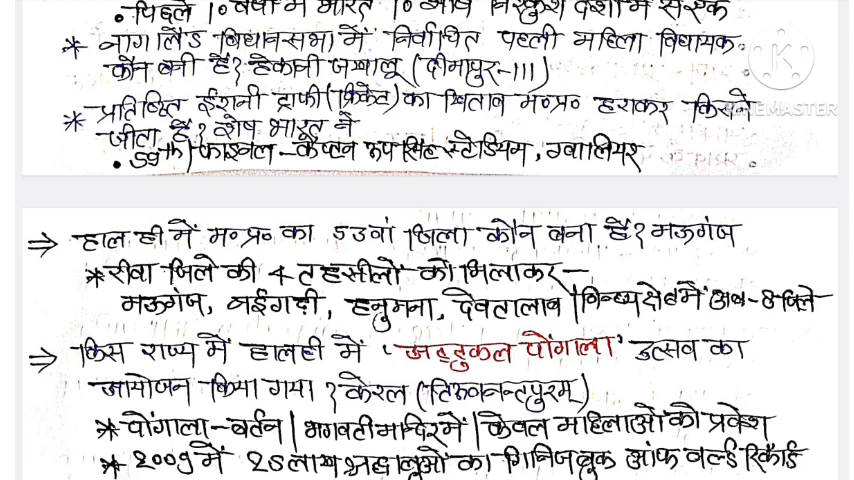 • पिछले 10 वर्षों में भारत 10 में
* नागालैंड विधानसभा में निर्वाचित पहली महिला विधायक
कौन बनी है? हेकानी जखालू (दीमापुर-III)
* प्रतिष्ठित ईरानी ट्राफी (क्रिकेट) का खिताब म०प्र० हराकर किसने
जीता है? शेष भारत ने
• 59th | फाइनल - कैप्टन रूपसिंह स्टेडियम, ग्वालियर
KINEMASTER
⇒ हाल ही में म०प्र० का 53वां जिला कौन बना है? मऊगंज
* रीवा जिले की 4 तहसीलों को मिलाकर -
मऊगंज, नईगढ़ी, हनुमना, देवतालाव | विन्ध्य क्षेत्र में अब - 8 जिले
⇒ किस राज्य में हाल ही में 'अट्टुकल पोंगाला' उत्सव का
आयोजन किया गया? केरल (तिरुवनन्तपुरम्)
* पोंगाला - बर्तन | भगवती मन्दिर में | केवल महिलाओं को प्रवेश
* 2009 में 25 लाख श्रद्धालुओं का गिनिज बुक ऑफ वर्ल्ड रिकॉर्ड